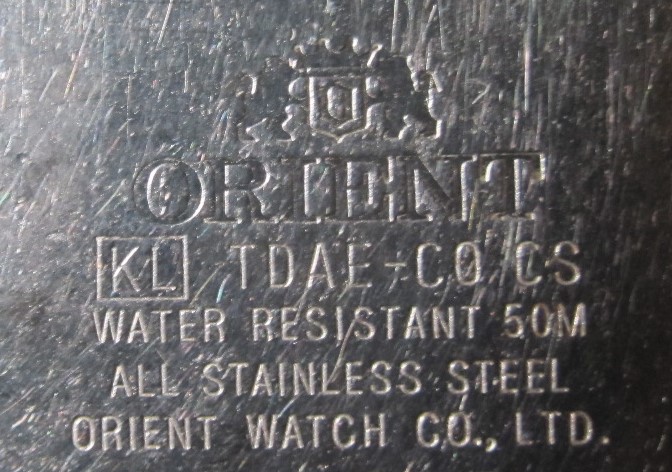 ORIENT
KL TDAE-C0 CS
WATER RESISTANT 50M
ALL STAINLESS STEEL
ORIENT WATCH CO., LTD.